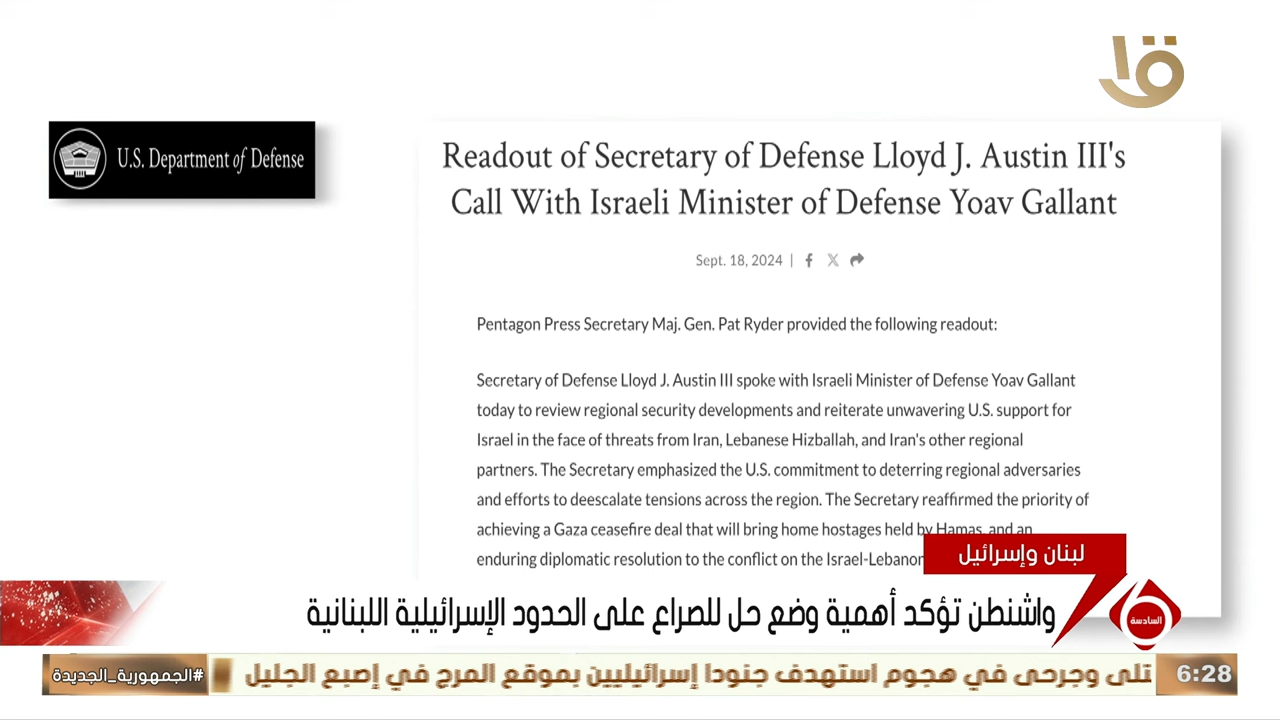 U.S. Department of Defense
Readout of Secretary of Defense Lloyd J. Austin III's
Call With Israeli Minister of Defense Yoav Gallant
Sept. 18, 2024 |
Pentagon Press Secretary Maj. Gen. Pat Ryder provided the following readout:
Secretary of Defense Lloyd J. Austin III spoke with Israeli Minister of Defense Yoav Gallant
today to review regional security developments and reiterate unwavering U.S. support for
Israel in the face of threats from Iran, Lebanese Hizballah, and Iran's other regional
partners. The Secretary emphasized the U.S. commitment to deterring regional adversaries
and efforts to deescalate tensions across the region. The Secretary reaffirmed the priority of
achieving a Gaza ceasefire deal that will bring home hostages held by Hamas, and an
enduring diplomatic resolution to the conflict on the Israel-Lebanon
لبنان وإسرائيل
واشنطن تؤكد أهمية وضع حل للصراع على الحدود الإسرائيلية اللبنانية
السادسة
6:28
تلى وجرحى في هجوم استهدف جنودا إسرائيليين بموقع المرج في إصبع الجليل
#الجمهورية_الجديدة